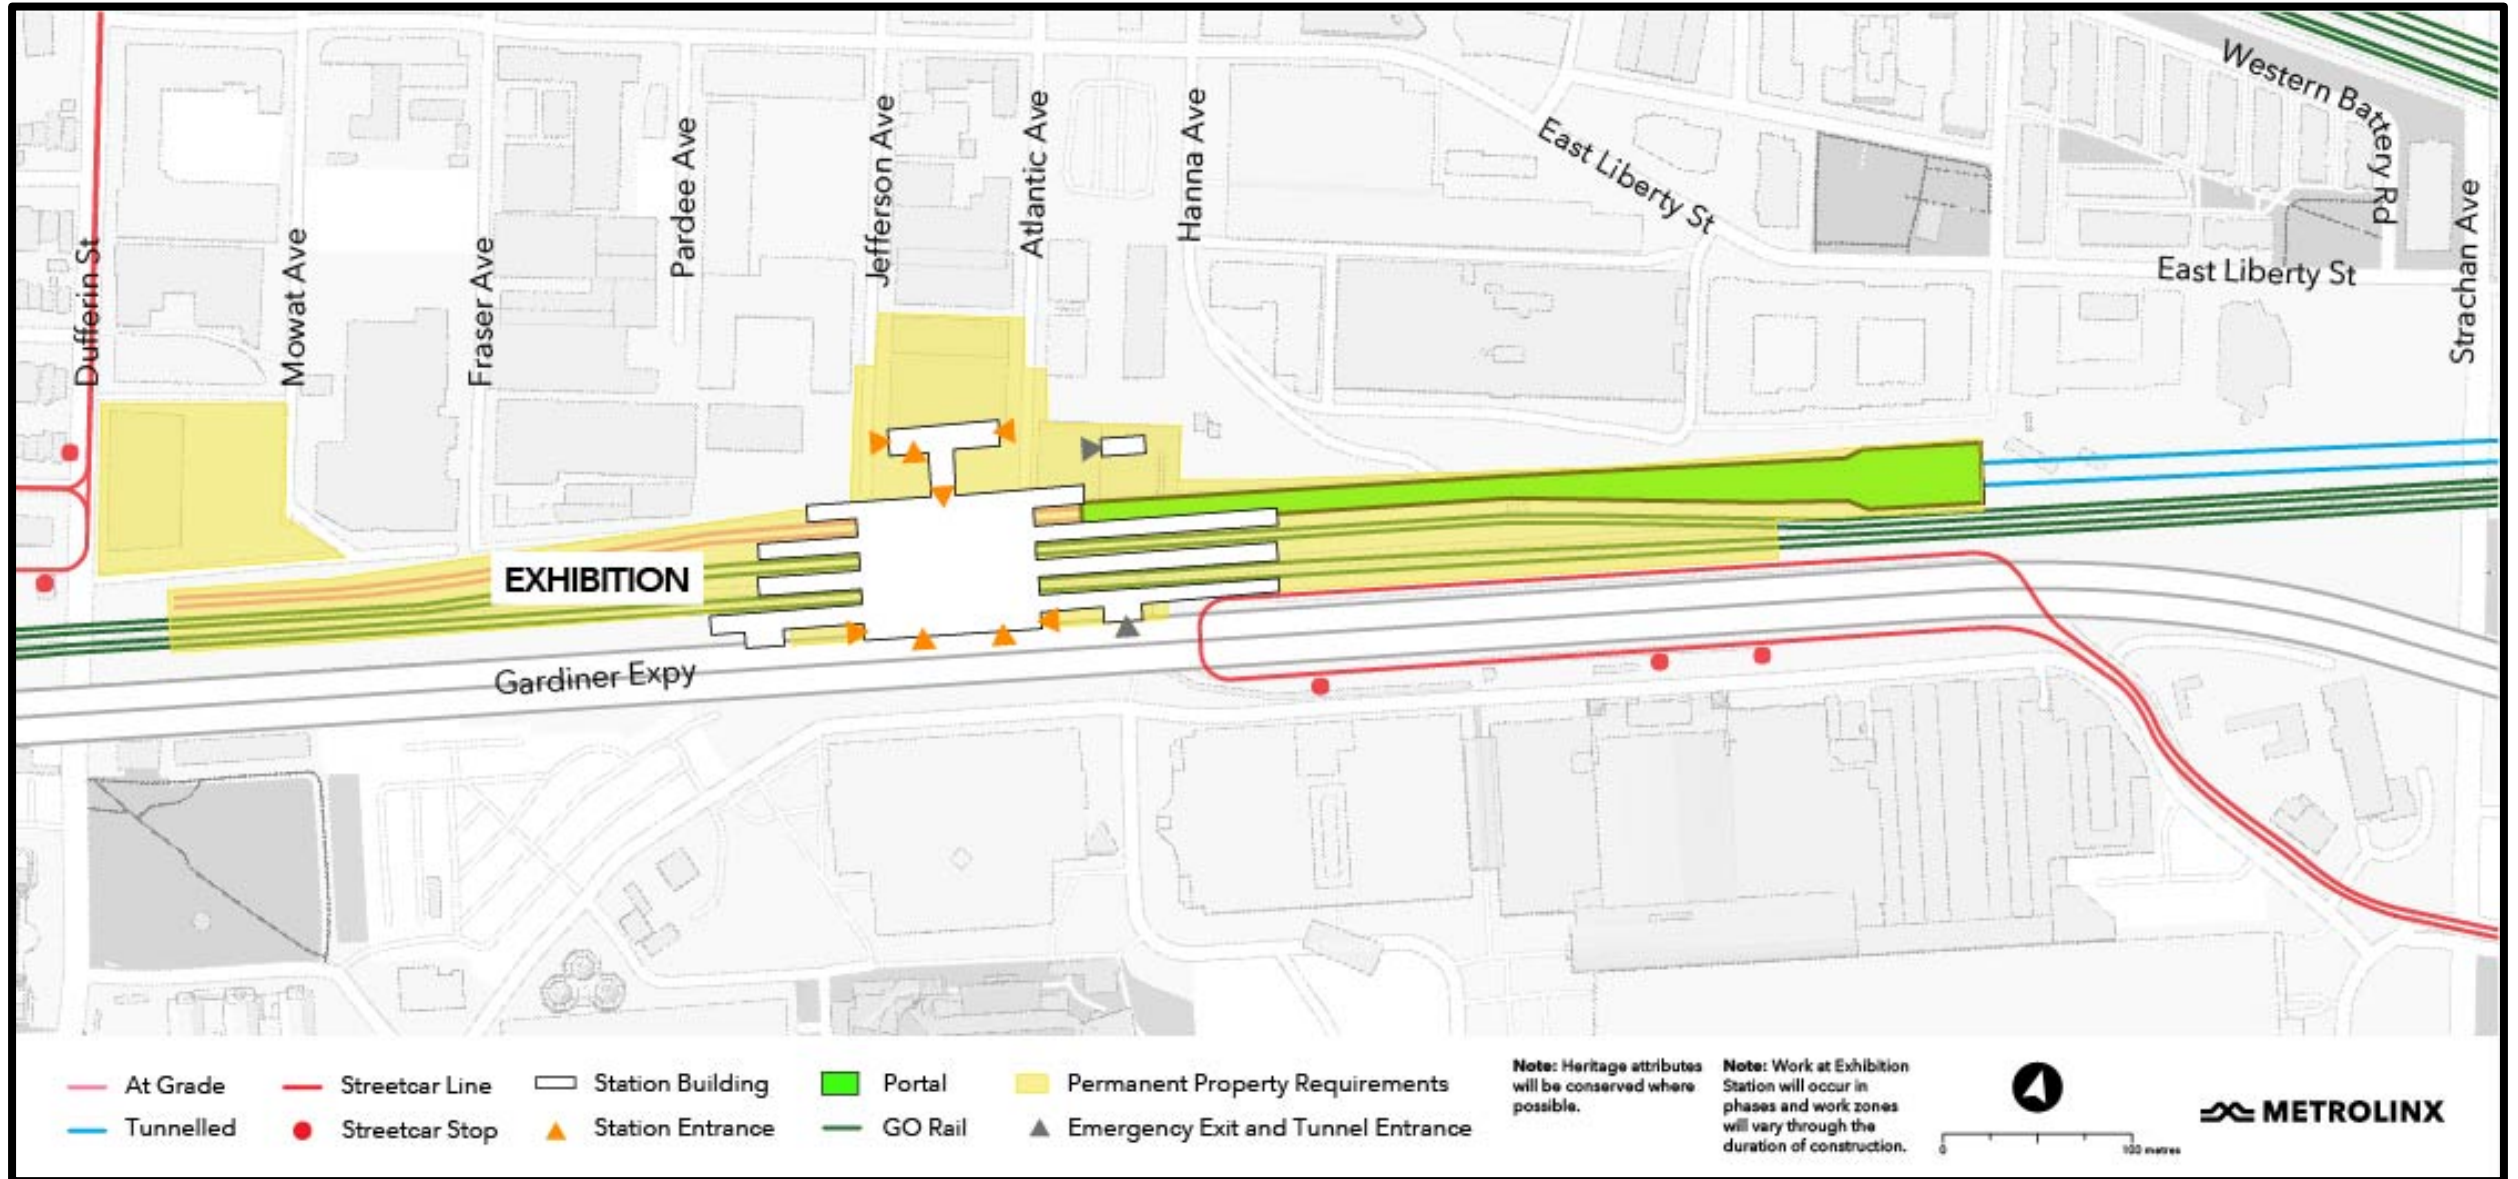 Western Battery Rd
East Liberty St
Hanna Ave
Atlantic Ave
Jefferson Ave
Pardee Ave
Strachan Ave
East Liberty St
Dufferin St
Mowat Ave
Fraser Ave
EXHIBITION
Gardiner Expy
At Grade
Streetcar Line
Station Building
Portal
Permanent Property Requirements
Tunnelled
Streetcar Stop
Station Entrance
GO Rail
Emergency Exit and Tunnel Entrance
Note: Heritage attributes
will be conserved where
possible.
Note: Work at Exhibition
Station will occur in
phases and work zones
will vary through the
duration of construction.
0
100 metres
METROLINX